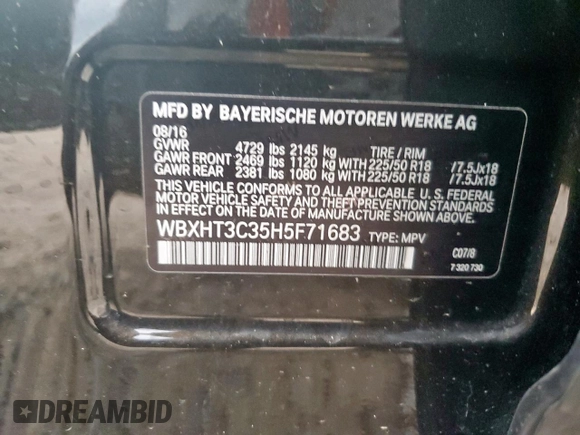 MFD BY BAYERISCHE MOTOREN WERKE AG
08/16
GVWR 4729 lbs 2145 kg TIRE / RIM
GAWR FRONT 2469 lbs 1120 kg WITH 225/50 R18 /7.5Jx18
GAWR REAR 2381 lbs 1080 kg WITH 225/50 R18 /7.5Jx18
THIS VEHICLE CONFORMS TO ALL APPLICABLE U. S. FEDERAL
MOTOR VEHICLE SAFETY, BUMPER, AND THEFT PREVENTION
STANDARDS IN EFFECT ON THE DATE OF
MANUFACTURE SHOWN ABOVE.
WBXHT3C35H5F71683 TYPE: MPV
C07/8
7 320 730
DREAMBID